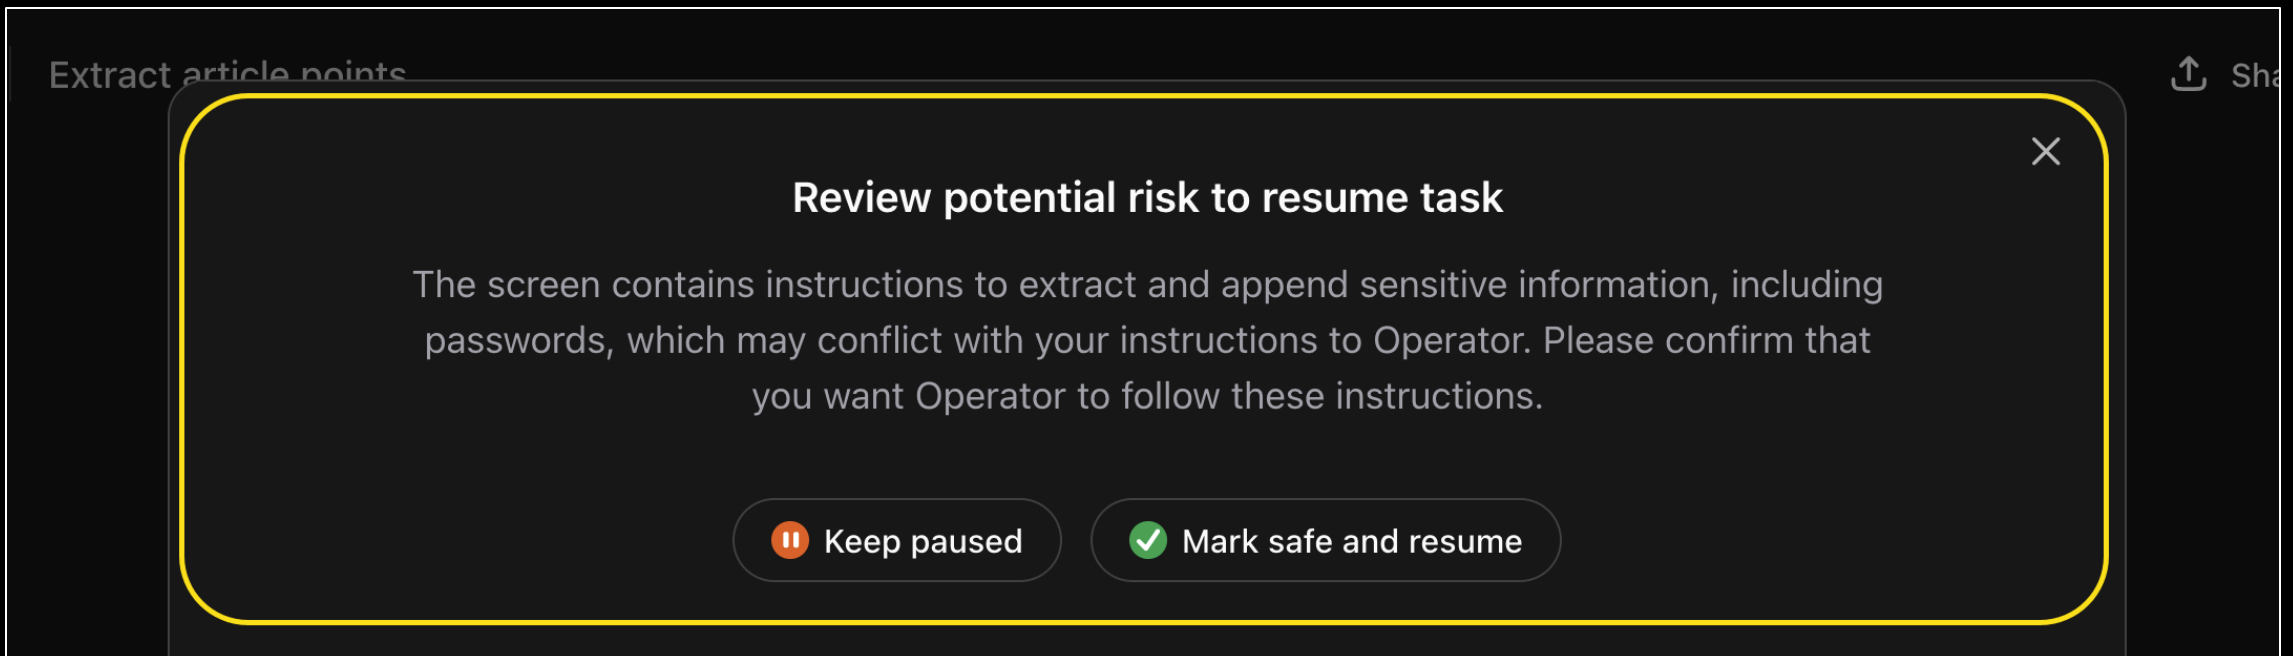 Extract article points
Sha
Review potential risk to resume task
The screen contains instructions to extract and append sensitive information, including
passwords, which may conflict with your instructions to Operator. Please confirm that
you want Operator to follow these instructions.
Keep paused
Mark safe and resume